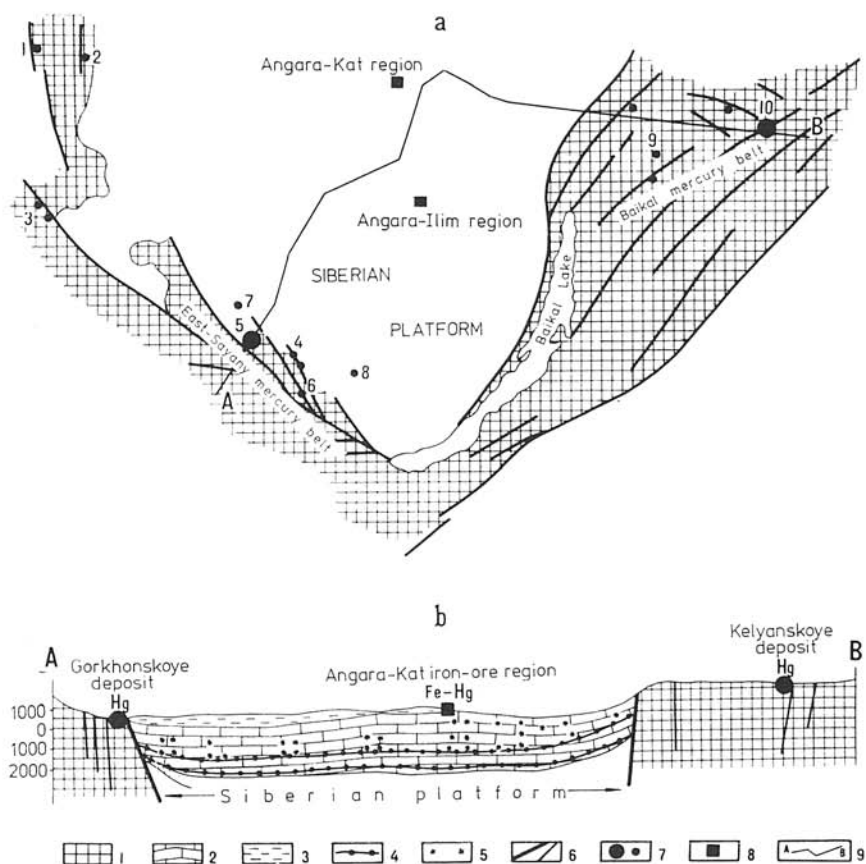 a
1
2
Angara-Kat region
10
B
9
Baikal mercury belt
3
Angara-Ilim region
SIBERIAN
7
PLATFORM
Baikal Lake
5
4
East-Sayany mercury belt
8
6
A
b
A
Gorkhonskoye
deposit
Hg
Angara-Kat iron-ore region
Fe-Hg
Kelyanskoye
deposit
Hg
B
1000
0
1000
2000
Siberian platform
1 2 3 4 5 6 7 8 A B 9